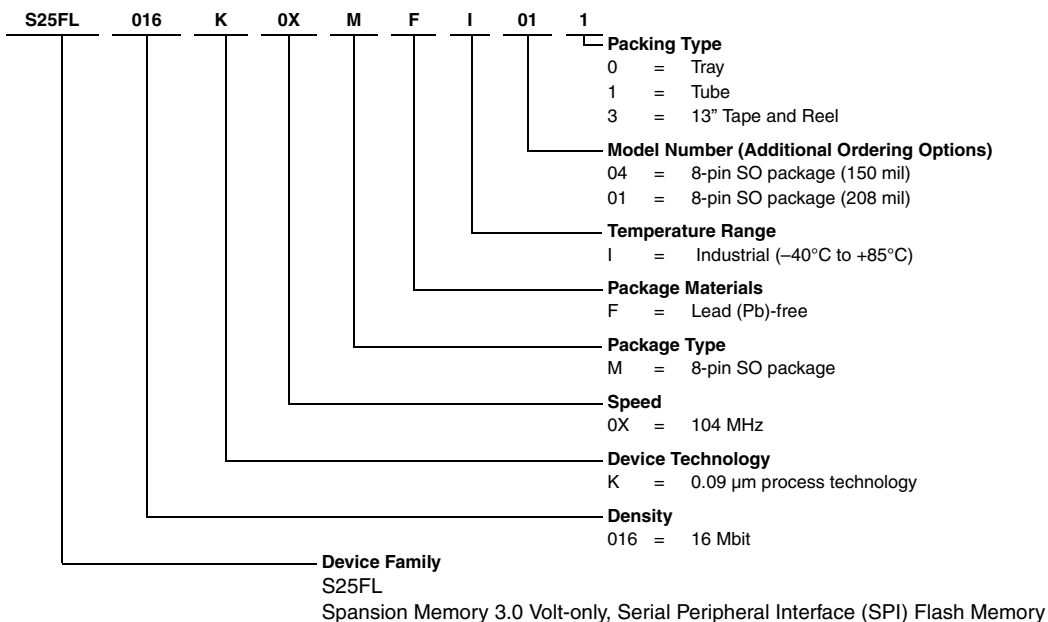 S25FL 016 K 0X M F I 01 1
Packing Type
0 = Tray
1 = Tube
3 = 13” Tape and Reel
Model Number (Additional Ordering Options)
04 = 8-pin SO package (150 mil)
01 = 8-pin SO package (208 mil)
Temperature Range
I = Industrial (–40°C to +85°C)
Package Materials
F = Lead (Pb)-free
Package Type
M = 8-pin SO package
Speed
0X = 104 MHz
Device Technology
K = 0.09 µm process technology
Density
016 = 16 Mbit
Device Family
S25FL
Spansion Memory 3.0 Volt-only, Serial Peripheral Interface (SPI) Flash Memory